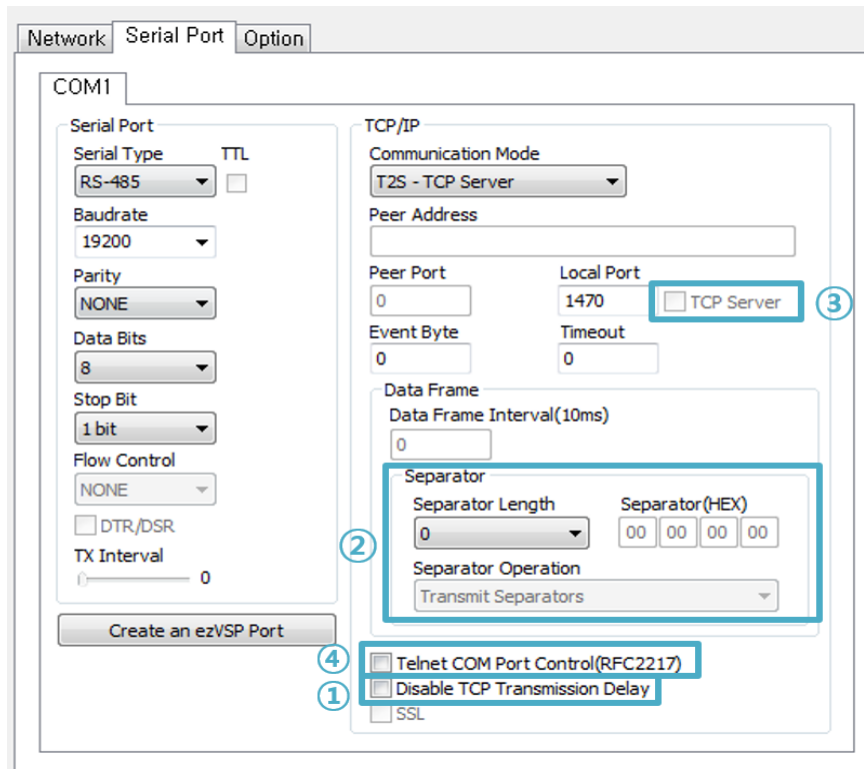 Network Serial Port Option
COM1
Serial Port
Serial Type TTL
RS-485
Baudrate
19200
Parity
NONE
Data Bits
8
Stop Bit
1 bit
Flow Control
NONE
DTR/DSR
TX Interval
0
Create an ezVSP Port
TCP/IP
Communication Mode
T2S - TCP Server
Peer Address
Peer Port Local Port
0 1470 TCP Server ③
Event Byte Timeout
0 0
Data Frame
Data Frame Interval(10ms)
0
Separator
Separator Length Separator(HEX)
0 00 00 00 00
②
Separator Operation
Transmit Separators
④ Telnet COM Port Control(RFC2217)
① Disable TCP Transmission Delay
SSL